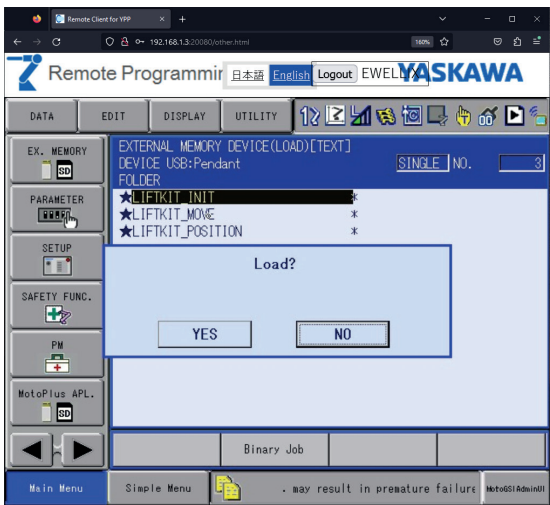 Remote Client for YPP × +
192.168.1.3:20080/other.html 160%
Remote Programmin 日本語 English Logout EWELLIX YASKAWA
DATA EDIT DISPLAY UTILITY
EX. MEMORY
SD
PARAMETER
SETUP
SAFETY FUNC.
PM
MotoPlus APL.
SD
EXTERNAL MEMORY DEVICE(LOAD)[TEXT]
DEVICE USB:Pendant SINGLE NO. 3
FOLDER
★LIFTKIT_INIT *
★LIFTKIT_MOVE *
★LIFTKIT_POSITION *
Load?
YES NO
Binary Job
Main Menu Simple Menu . may result in premature failure MotoGSIAdminUI